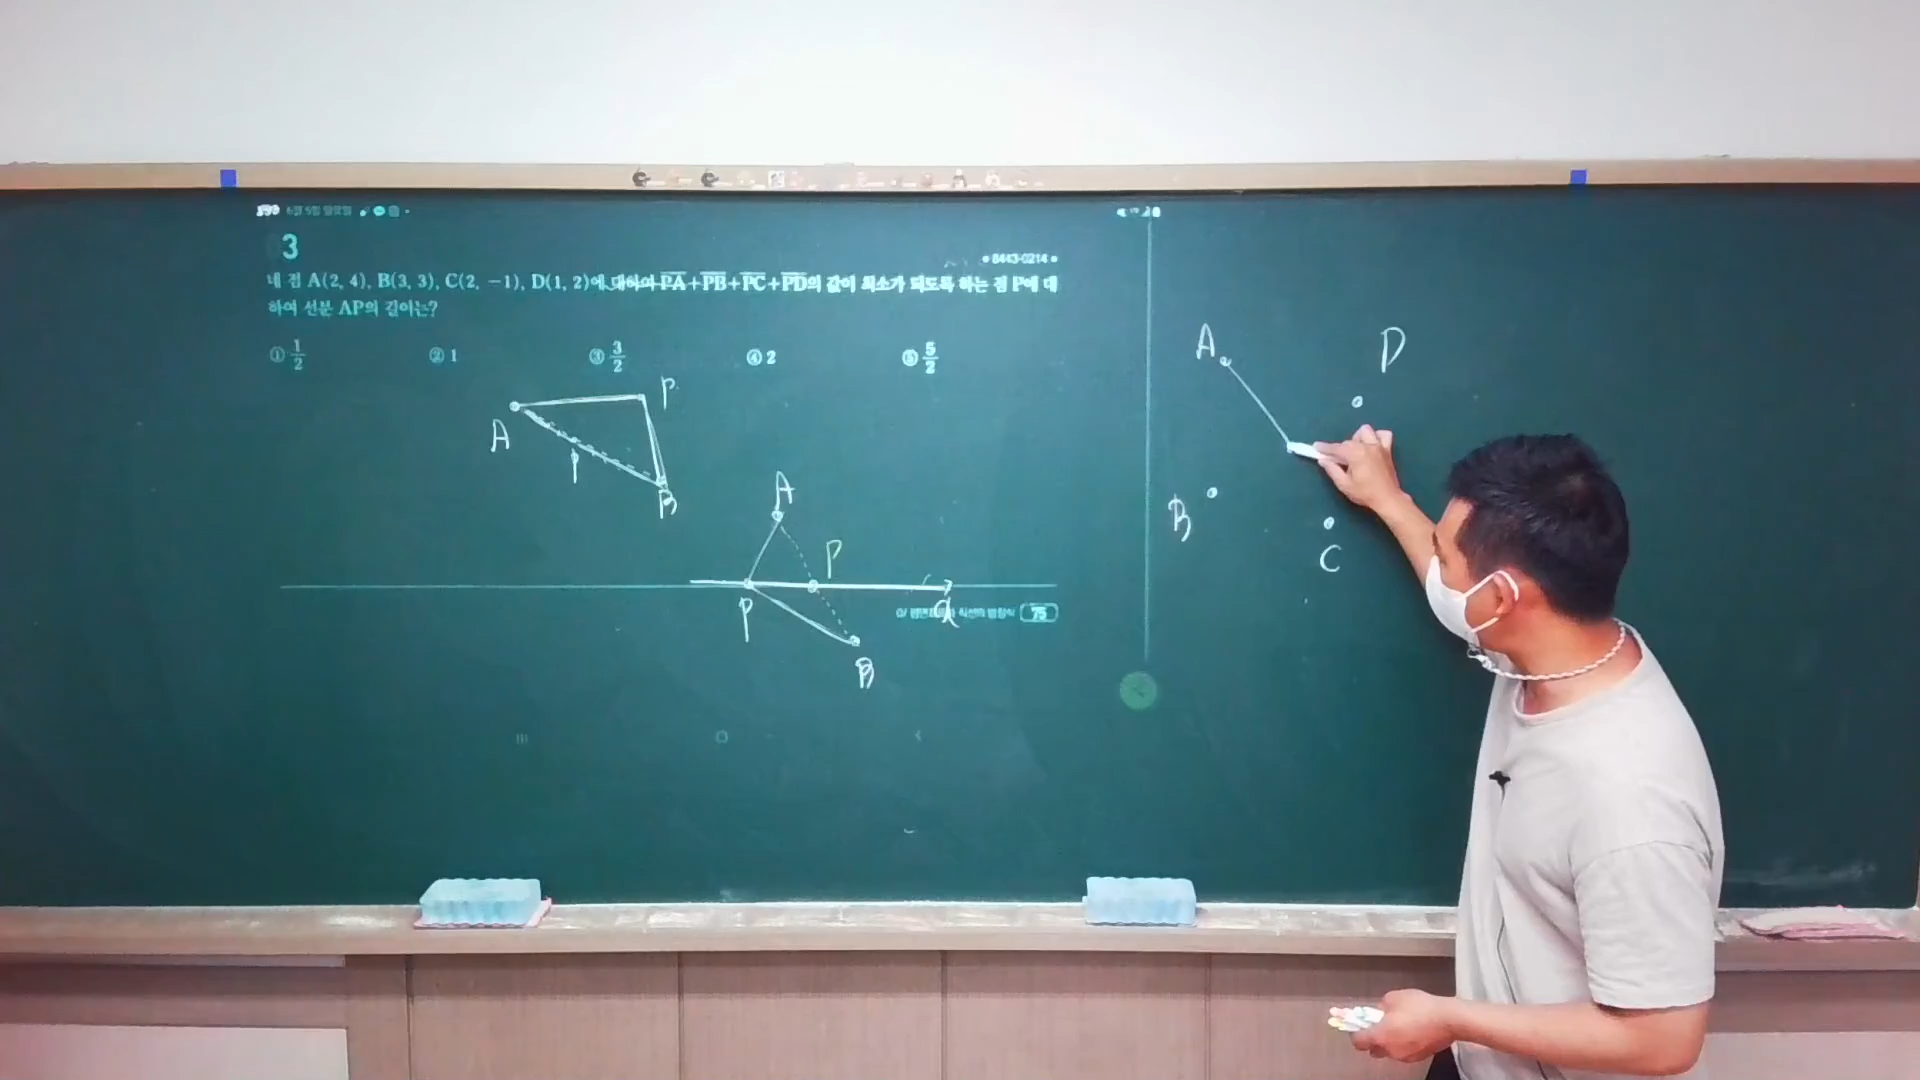 3
8443-0214
네 점 A(2, 4), B(3, 3), C(2, −1), D(1, 2)에 대하여 PA+PB+PC+PD의 값이 최소가 되도록 하는 점 P에 대
하여 선분 AP의 길이는?
① 1/2 ② 1 ③ 3/2 ④ 2 ⑤ 5/2
A
P
P
B
A
P
P
B
75
A
D
B
C